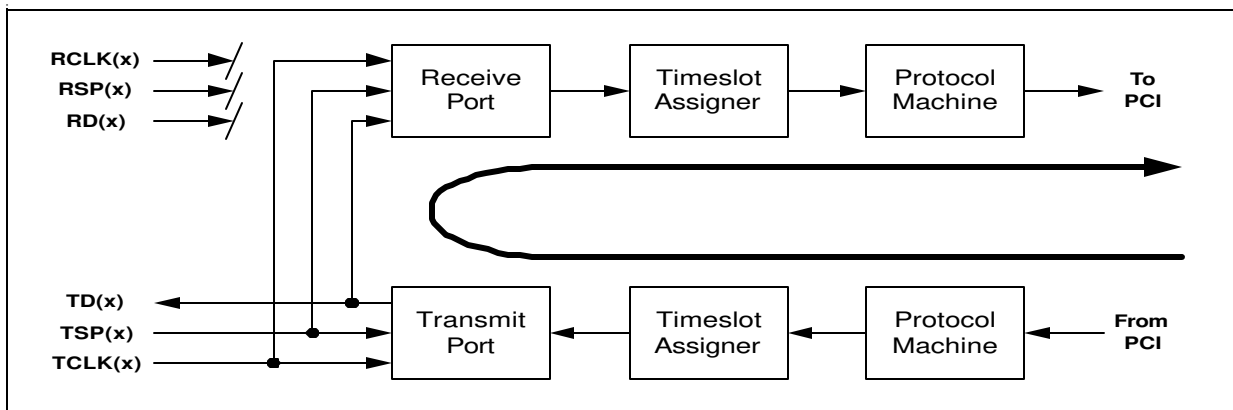 RCLK(x)
RSP(x)
RD(x)
Receive
Port
Timeslot
Assigner
Protocol
Machine
To
PCI
TD(x)
TSP(x)
TCLK(x)
Transmit
Port
Timeslot
Assigner
Protocol
Machine
From
PCI